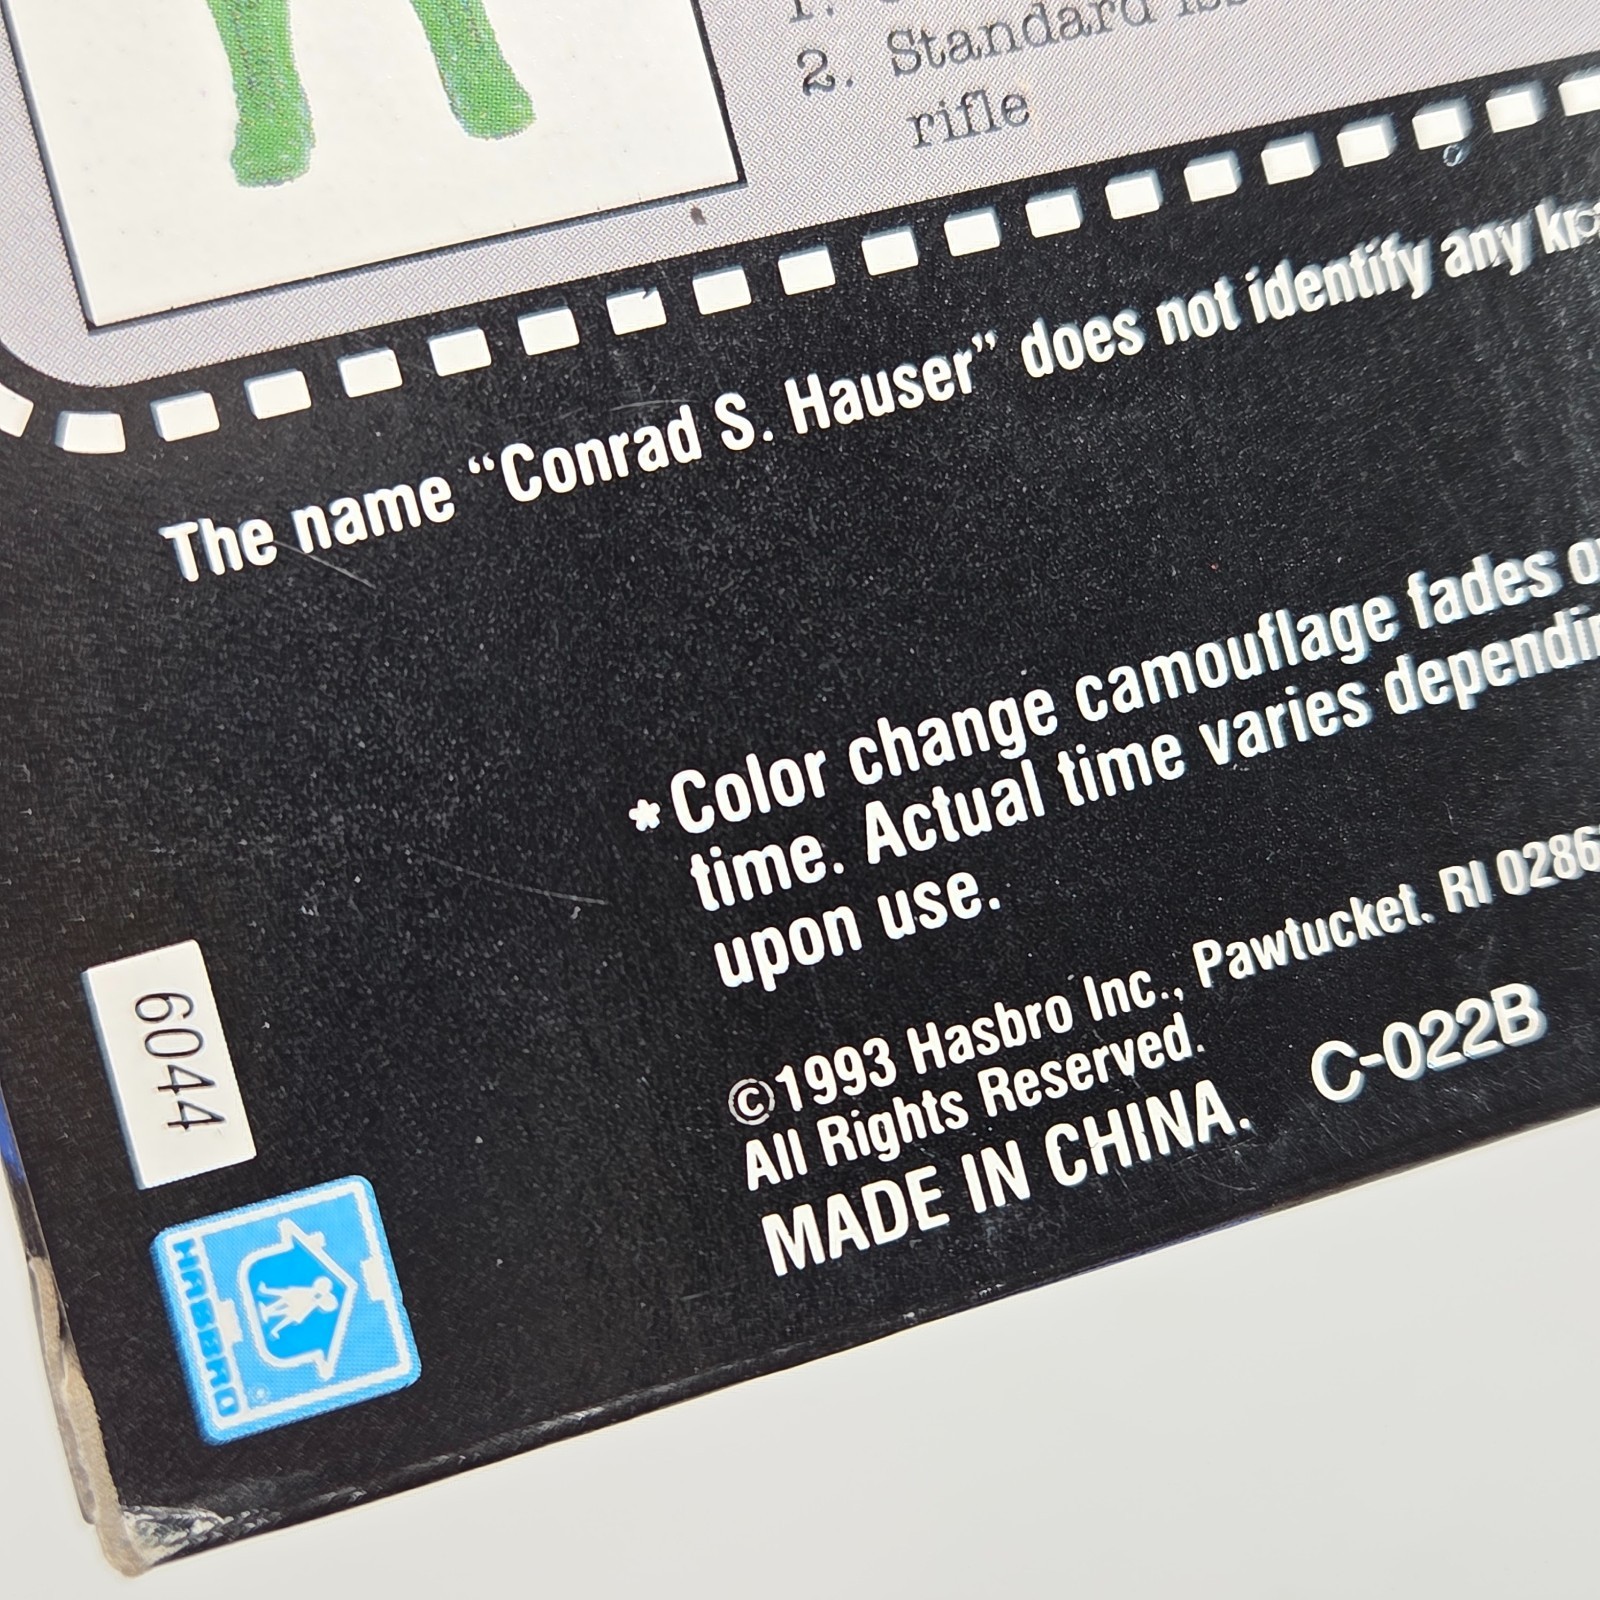 2. Standard
rifle
The name “Conrad S. Hauser” does not identify any
*Color change camouflage fades
time. Actual time varies
upon use.
©1993 Hasbro Inc., Pawtucket, RI
All Rights Reserved.
MADE IN CHINA. C-022B
6044
HASBRO®